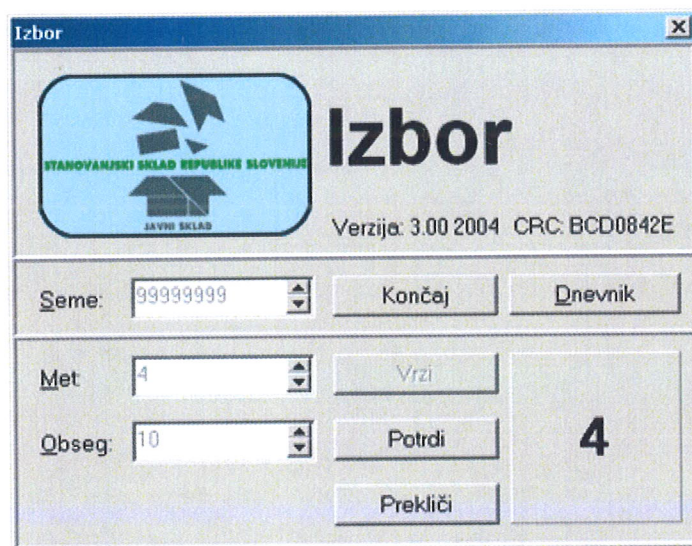 Izbor
STANOVANJSKI SKLAD REPUBLIKE SLOVENIJE
JAVNI SKLAD
Izbor
Verzija: 3.00 2004 CRC: BCD0842E
Seme: 99999999 Končaj Dnevnik
Met: 4 Vrzi
Obseg: 10 Potrdi 4
Prekliči